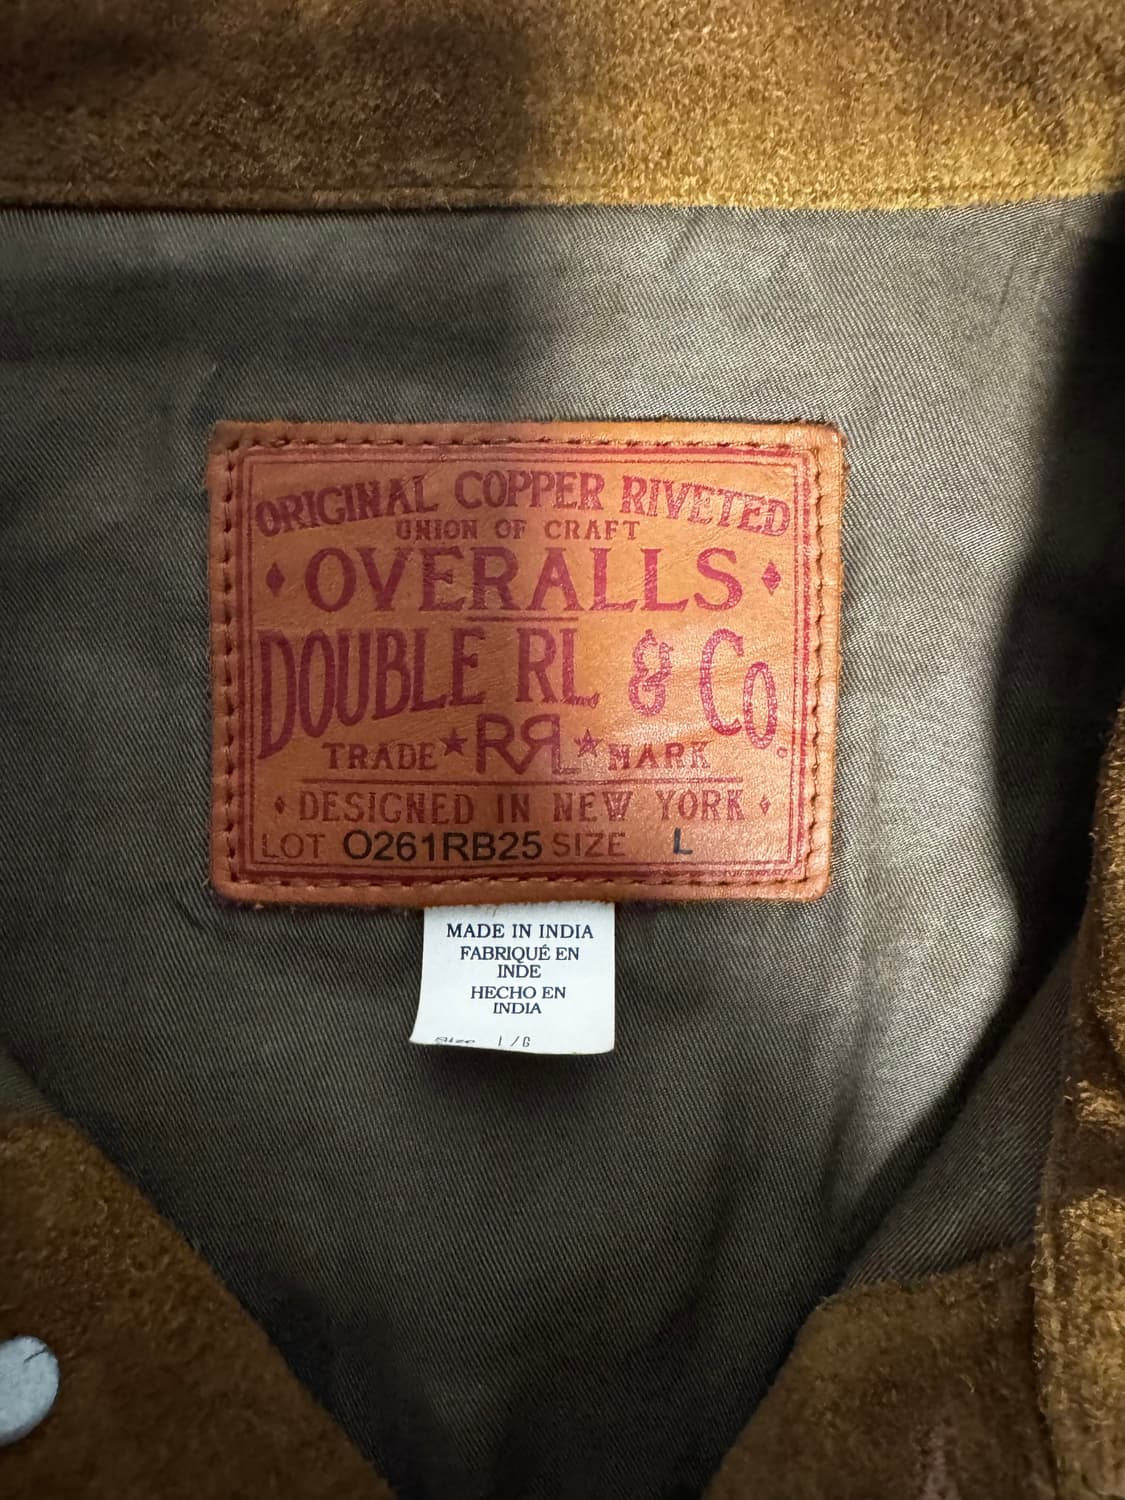 ORIGINAL COPPER RIVETED
UNION OF CRAFT
OVERALLS
DOUBLE RL & Co.
TRADE ★ RRL ★ MARK
DESIGNED IN NEW YORK
LOT O261RB25 SIZE L
MADE IN INDIA
FABRIQUÉ EN
INDE
HECHO EN
INDIA
Size